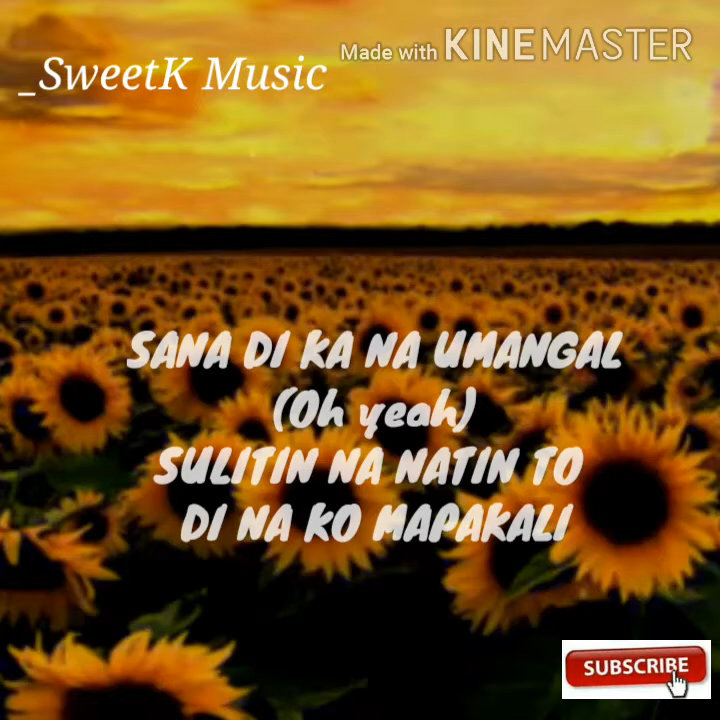 _SweetK Music
Made with KINEMASTER
SANA DI KA NA UMANGAL
(Oh yeah)
SULITIN NA NATIN TO
DI NA KO MAPAKALI
SUBSCRIBE